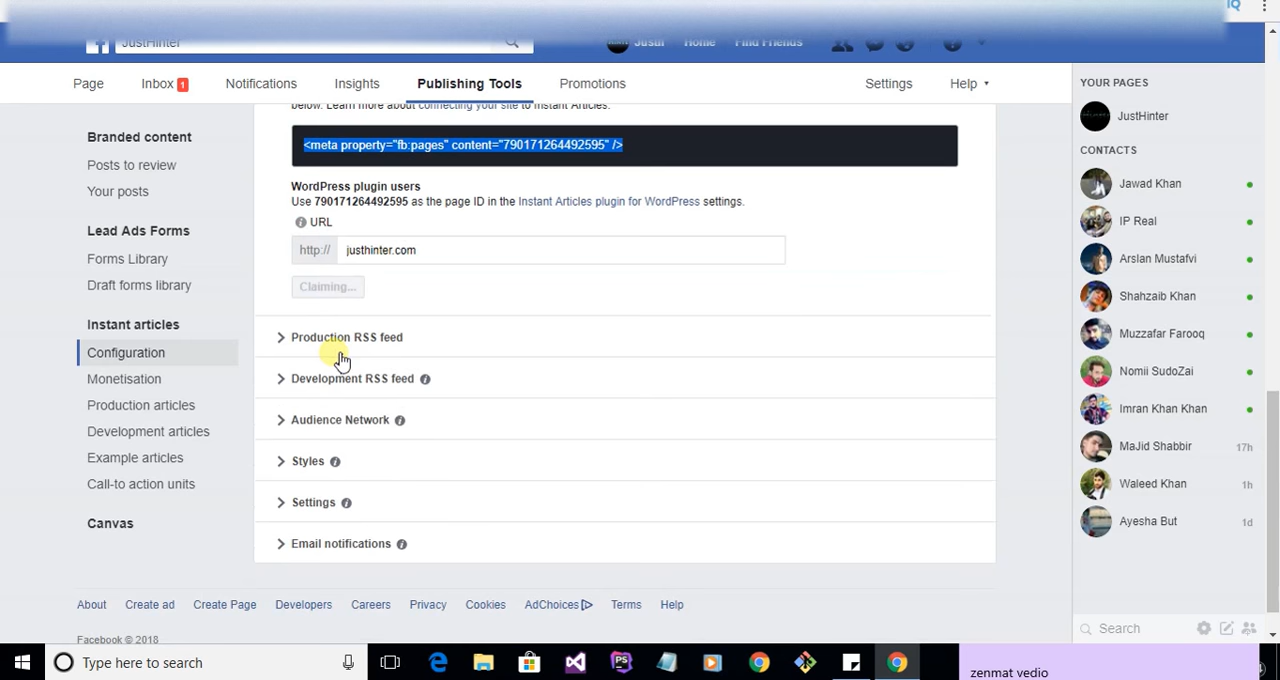 IQ
JustHinter
Justi
Home
Find Friends
Page
Inbox 1
Notifications
Insights
Publishing Tools
Promotions
Settings
Help
YOUR PAGES
JustHinter
CONTACTS
Jawad Khan
IP Real
Arslan Mustafvi
Shahzaib Khan
Muzzafar Farooq
Nomii SudoZai
Imran Khan Khan
MaJid Shabbir 17h
Waleed Khan 1h
Ayesha But 1d
Search
Branded content
Posts to review
Your posts
Lead Ads Forms
Forms Library
Draft forms library
Instant articles
Configuration
Monetisation
Production articles
Development articles
Example articles
Call-to action units
Canvas
below. Learn more about connecting your site to Instant Articles.
<meta property="fb:pages" content="790171264492595" />
WordPress plugin users
Use 790171264492595 as the page ID in the Instant Articles plugin for WordPress settings.
URL
http:// justhinter.com
Claiming...
Production RSS feed
Development RSS feed
Audience Network
Styles
Settings
Email notifications
About Create ad Create Page Developers Careers Privacy Cookies AdChoices Terms Help
Facebook © 2018
Type here to search
zenmat vedio